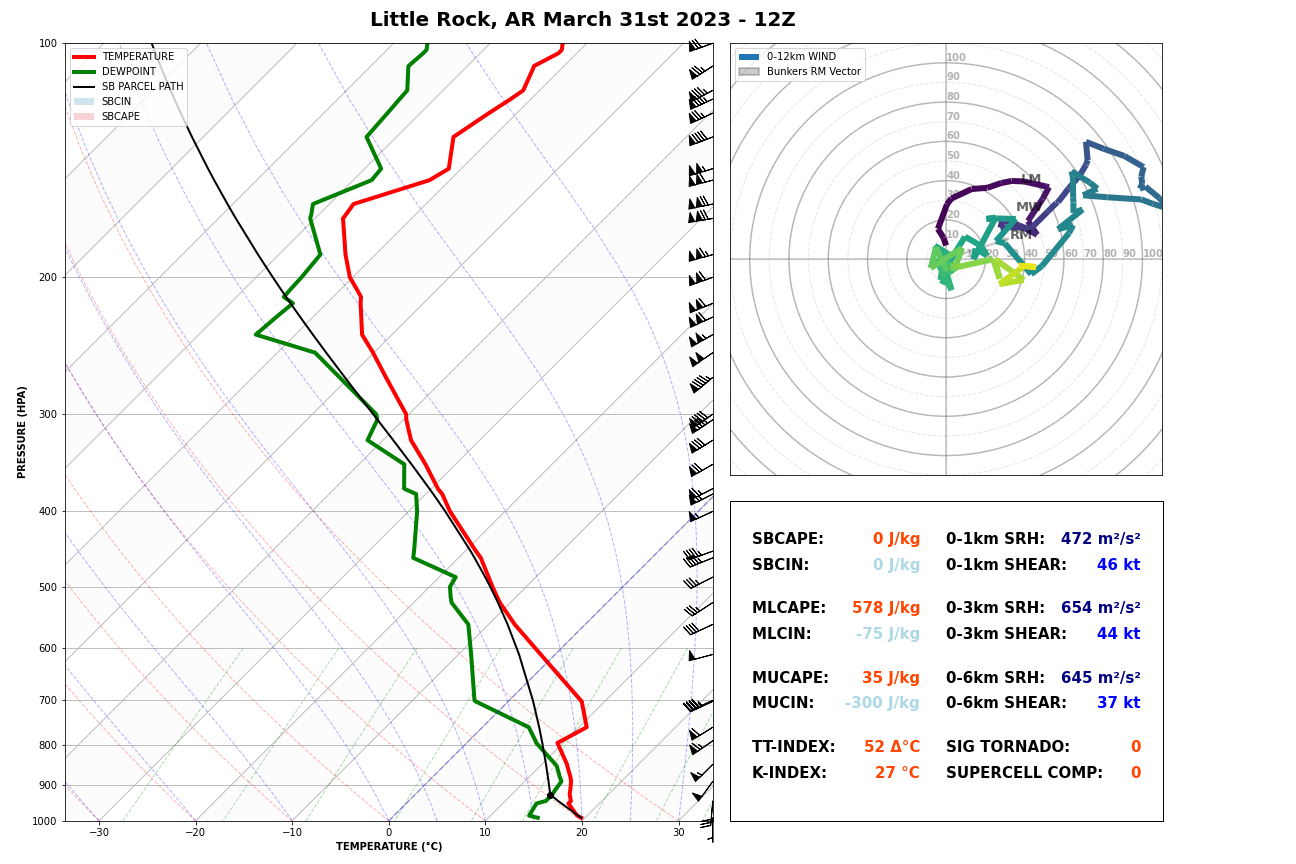 Little Rock, AR March 31st 2023 - 12Z
TEMPERATURE
DEWPOINT
SB PARCEL PATH
SBCIN
SBCAPE
PRESSURE (HPA)
100
200
300
400
500
600
700
800
900
1000
−30
−20
−10
0
10
20
30
TEMPERATURE (°C)
0-12km WIND
Bunkers RM Vector
100
90
80
70
60
50
40
30
20
10
LM
MW
RM
10 20 30 40 50 60 70 80 90 100
SBCAPE: 0 J/kg 0-1km SRH: 472 m²/s²
SBCIN: 0 J/kg 0-1km SHEAR: 46 kt
MLCAPE: 578 J/kg 0-3km SRH: 654 m²/s²
MLCIN: -75 J/kg 0-3km SHEAR: 44 kt
MUCAPE: 35 J/kg 0-6km SRH: 645 m²/s²
MUCIN: -300 J/kg 0-6km SHEAR: 37 kt
TT-INDEX: 52 Δ°C SIG TORNADO: 0
K-INDEX: 27 °C SUPERCELL COMP: 0